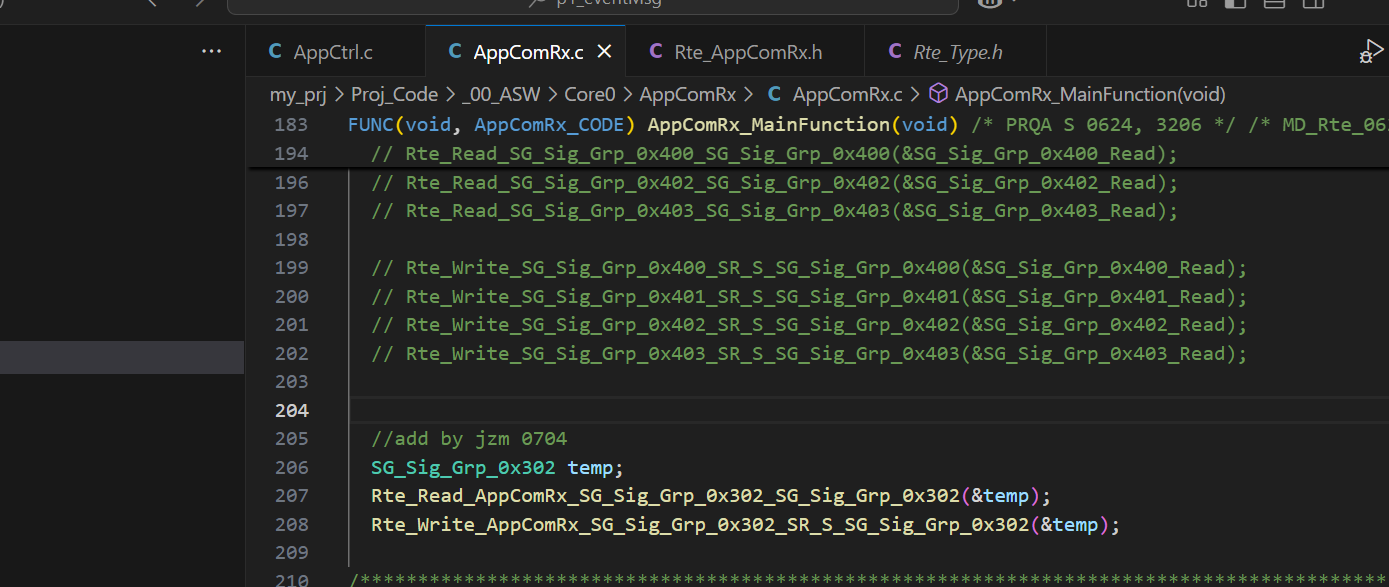 p1_eventMsg
··· C AppCtrl.c C AppComRx.c × C Rte_AppComRx.h C Rte_Type.h
my_prj > Proj_Code > _00_ASW > Core0 > AppComRx > C AppComRx.c > AppComRx_MainFunction(void)
183 FUNC(void, AppComRx_CODE) AppComRx_MainFunction(void) /* PRQA S 0624, 3206 */ /* MD_Rte_06
194 // Rte_Read_SG_Sig_Grp_0x400_SG_Sig_Grp_0x400(&SG_Sig_Grp_0x400_Read);
196 // Rte_Read_SG_Sig_Grp_0x402_SG_Sig_Grp_0x402(&SG_Sig_Grp_0x402_Read);
197 // Rte_Read_SG_Sig_Grp_0x403_SG_Sig_Grp_0x403(&SG_Sig_Grp_0x403_Read);
198
199 // Rte_Write_SG_Sig_Grp_0x400_SR_S_SG_Sig_Grp_0x400(&SG_Sig_Grp_0x400_Read);
200 // Rte_Write_SG_Sig_Grp_0x401_SR_S_SG_Sig_Grp_0x401(&SG_Sig_Grp_0x401_Read);
201 // Rte_Write_SG_Sig_Grp_0x402_SR_S_SG_Sig_Grp_0x402(&SG_Sig_Grp_0x402_Read);
202 // Rte_Write_SG_Sig_Grp_0x403_SR_S_SG_Sig_Grp_0x403(&SG_Sig_Grp_0x403_Read);
203
204
205 //add by jzm 0704
206 SG_Sig_Grp_0x302 temp;
207 Rte_Read_AppComRx_SG_Sig_Grp_0x302_SG_Sig_Grp_0x302(&temp);
208 Rte_Write_AppComRx_SG_Sig_Grp_0x302_SR_S_SG_Sig_Grp_0x302(&temp);
209
210 /******************************************************************************************